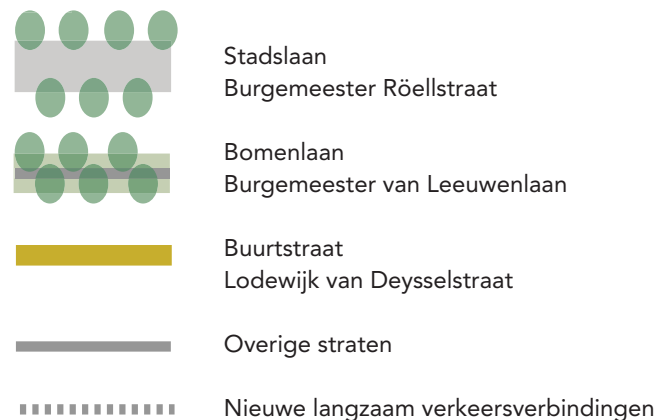 Stadslaan
Burgemeester Röellstraat
Bomenlaan
Burgemeester van Leeuwenlaan
Buurtstraat
Lodewijk van Deysselstraat
Overige straten
Nieuwe langzaam verkeersverbindingen